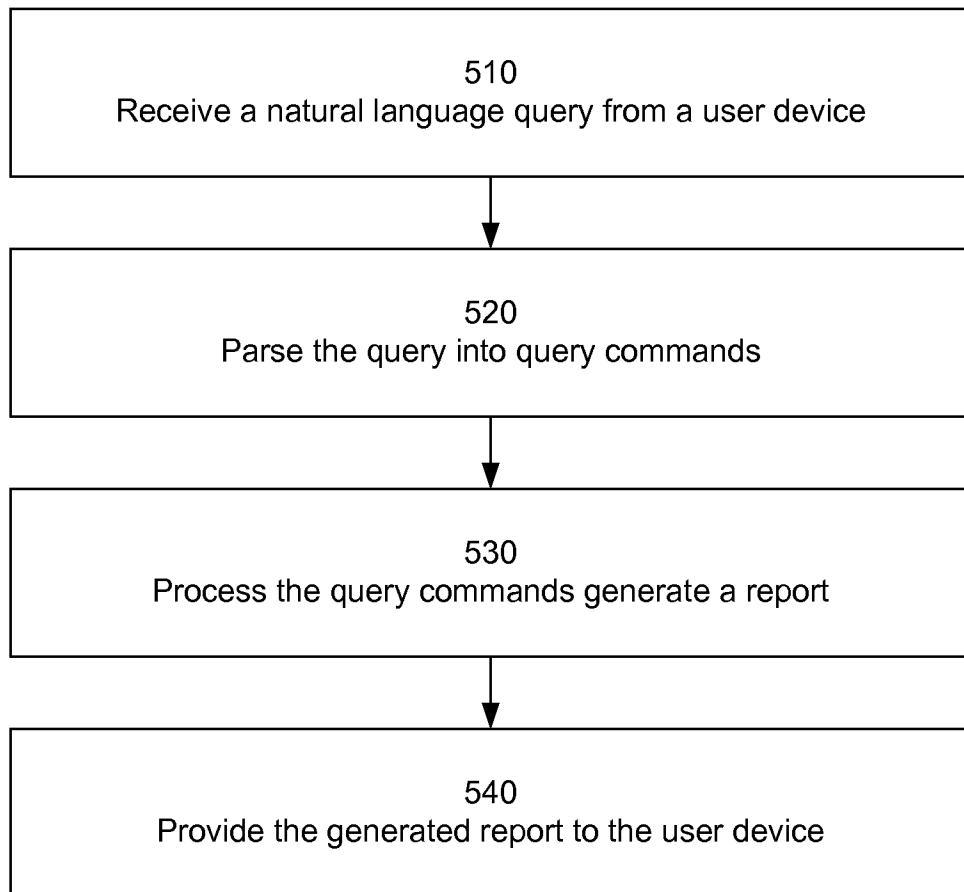 510
Receive a natural language query from a user device
520
Parse the query into query commands
530
Process the query commands generate a report
540
Provide the generated report to the user device